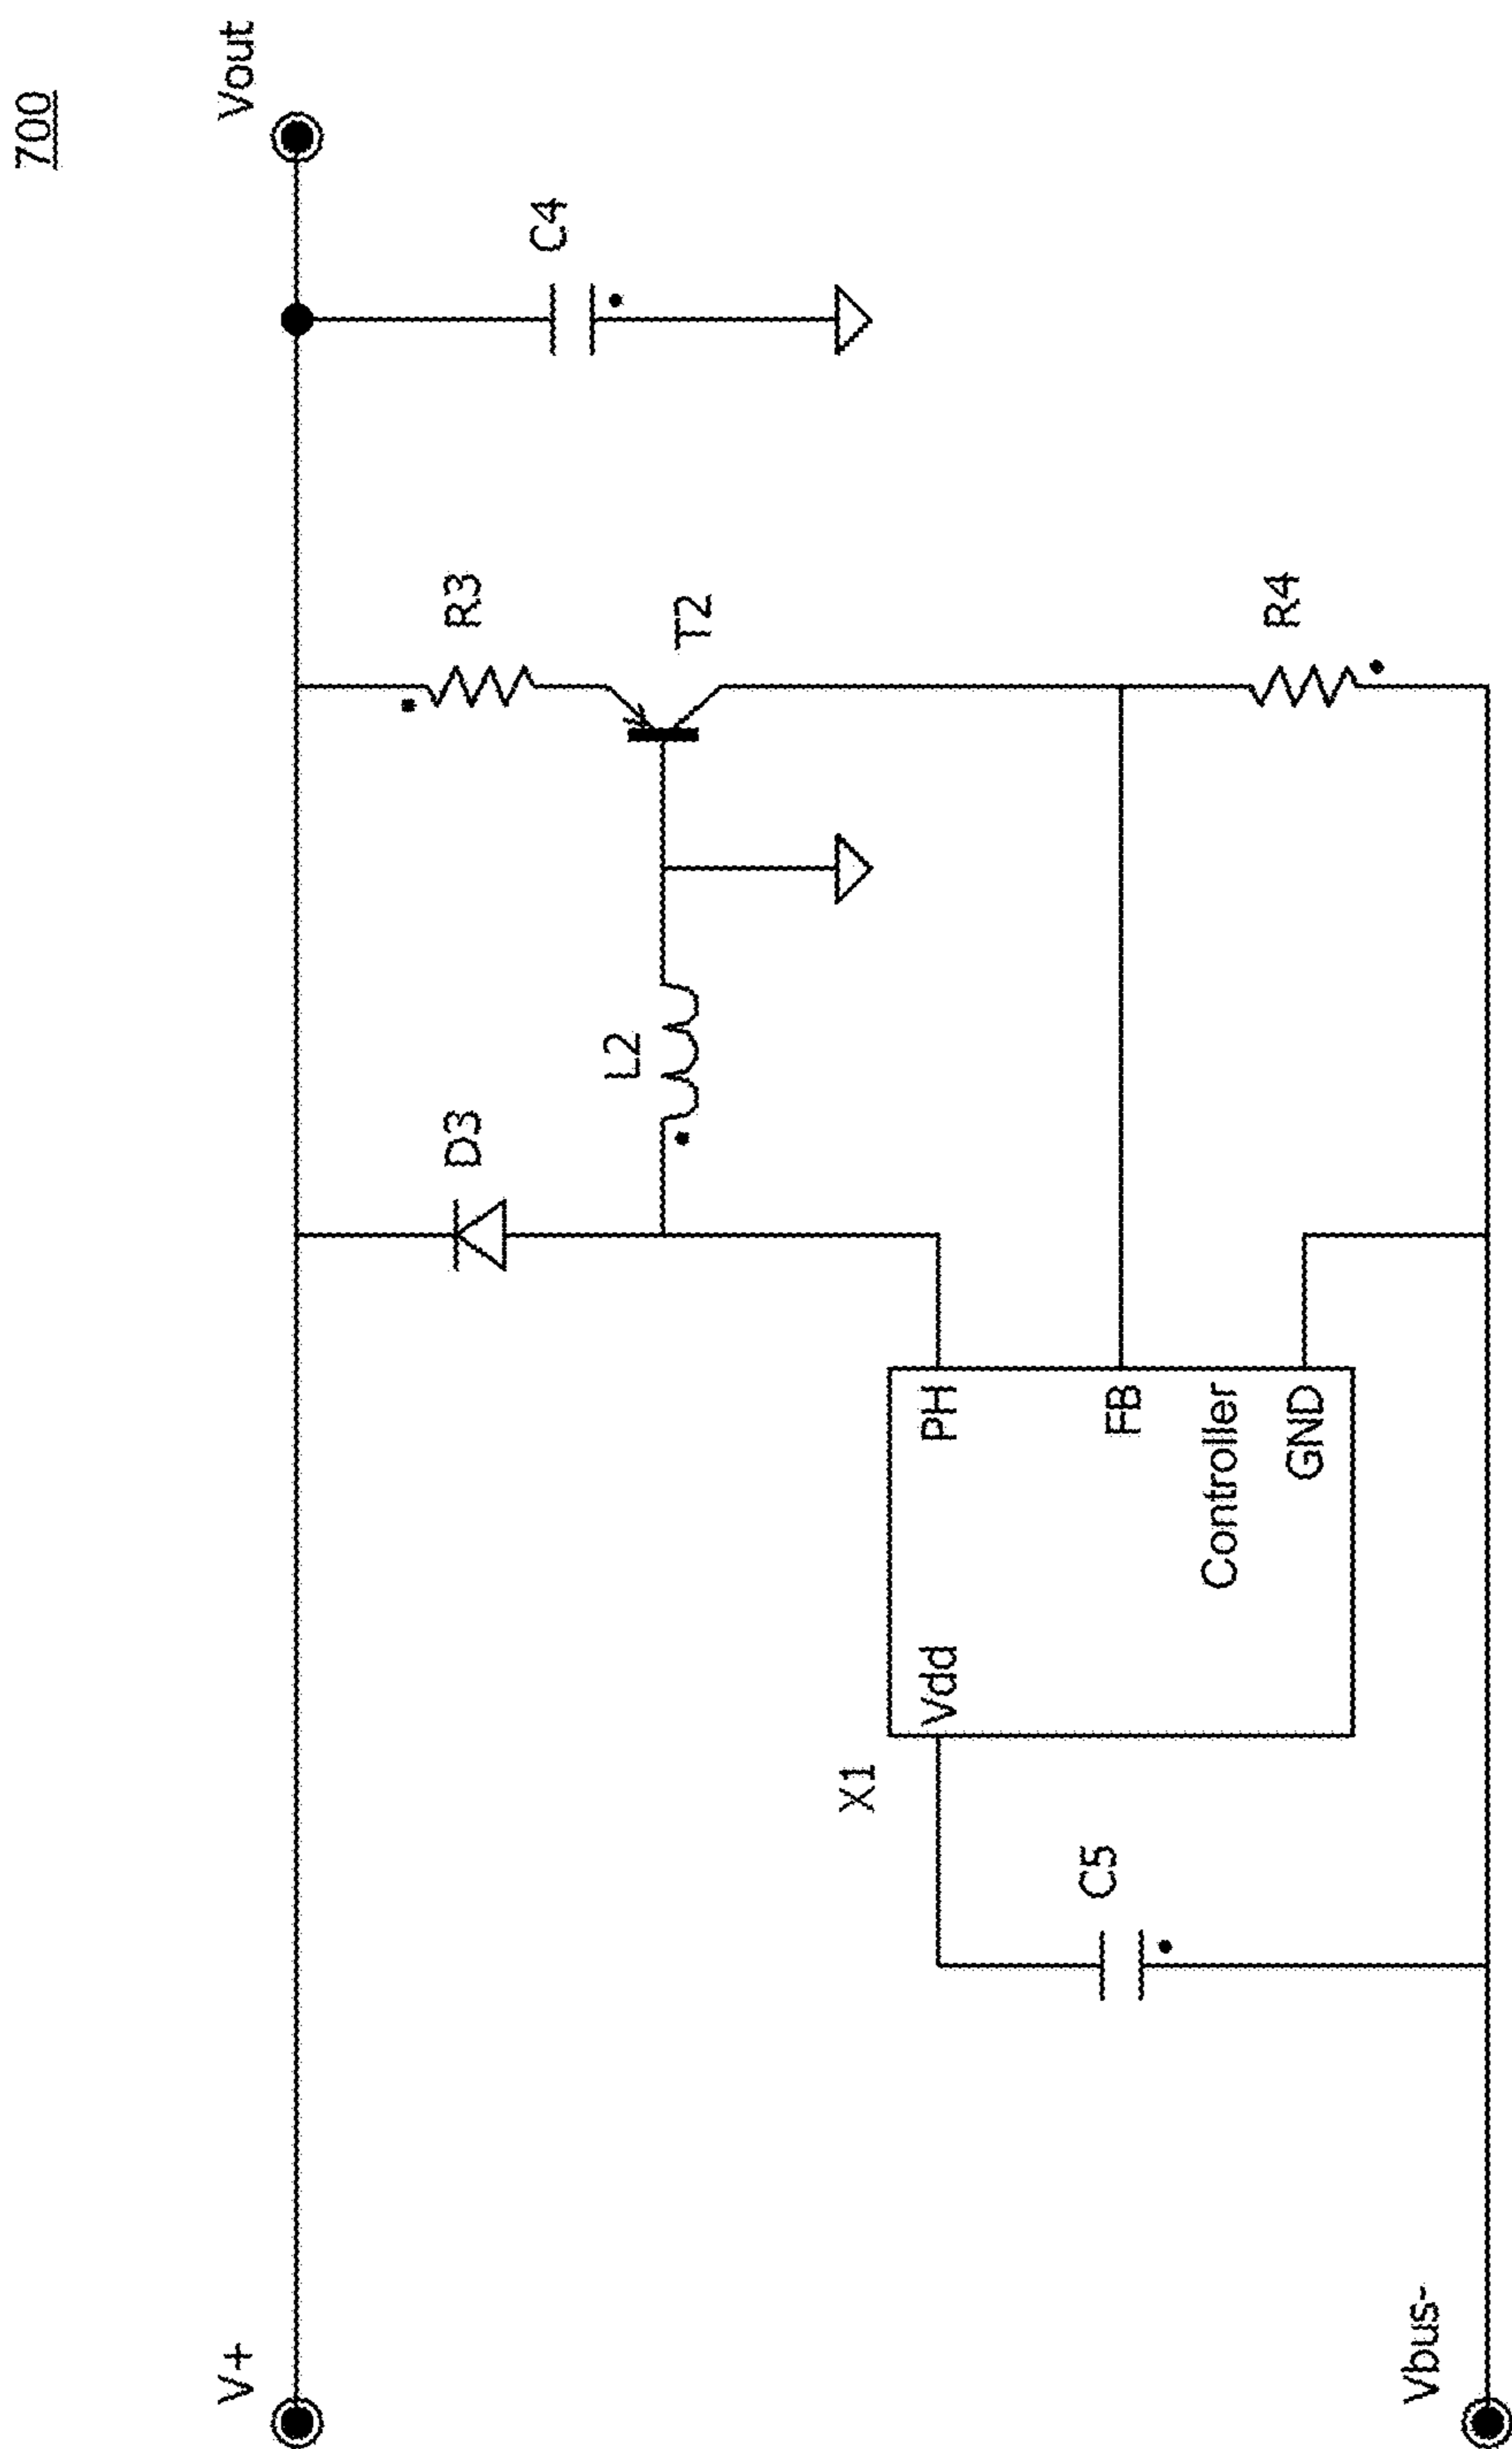 700
V+
Vout
D3
R3
C4
L2
T2
X1
Vdd
PH
FB
Controller
GND
C5
R4
Vbus-